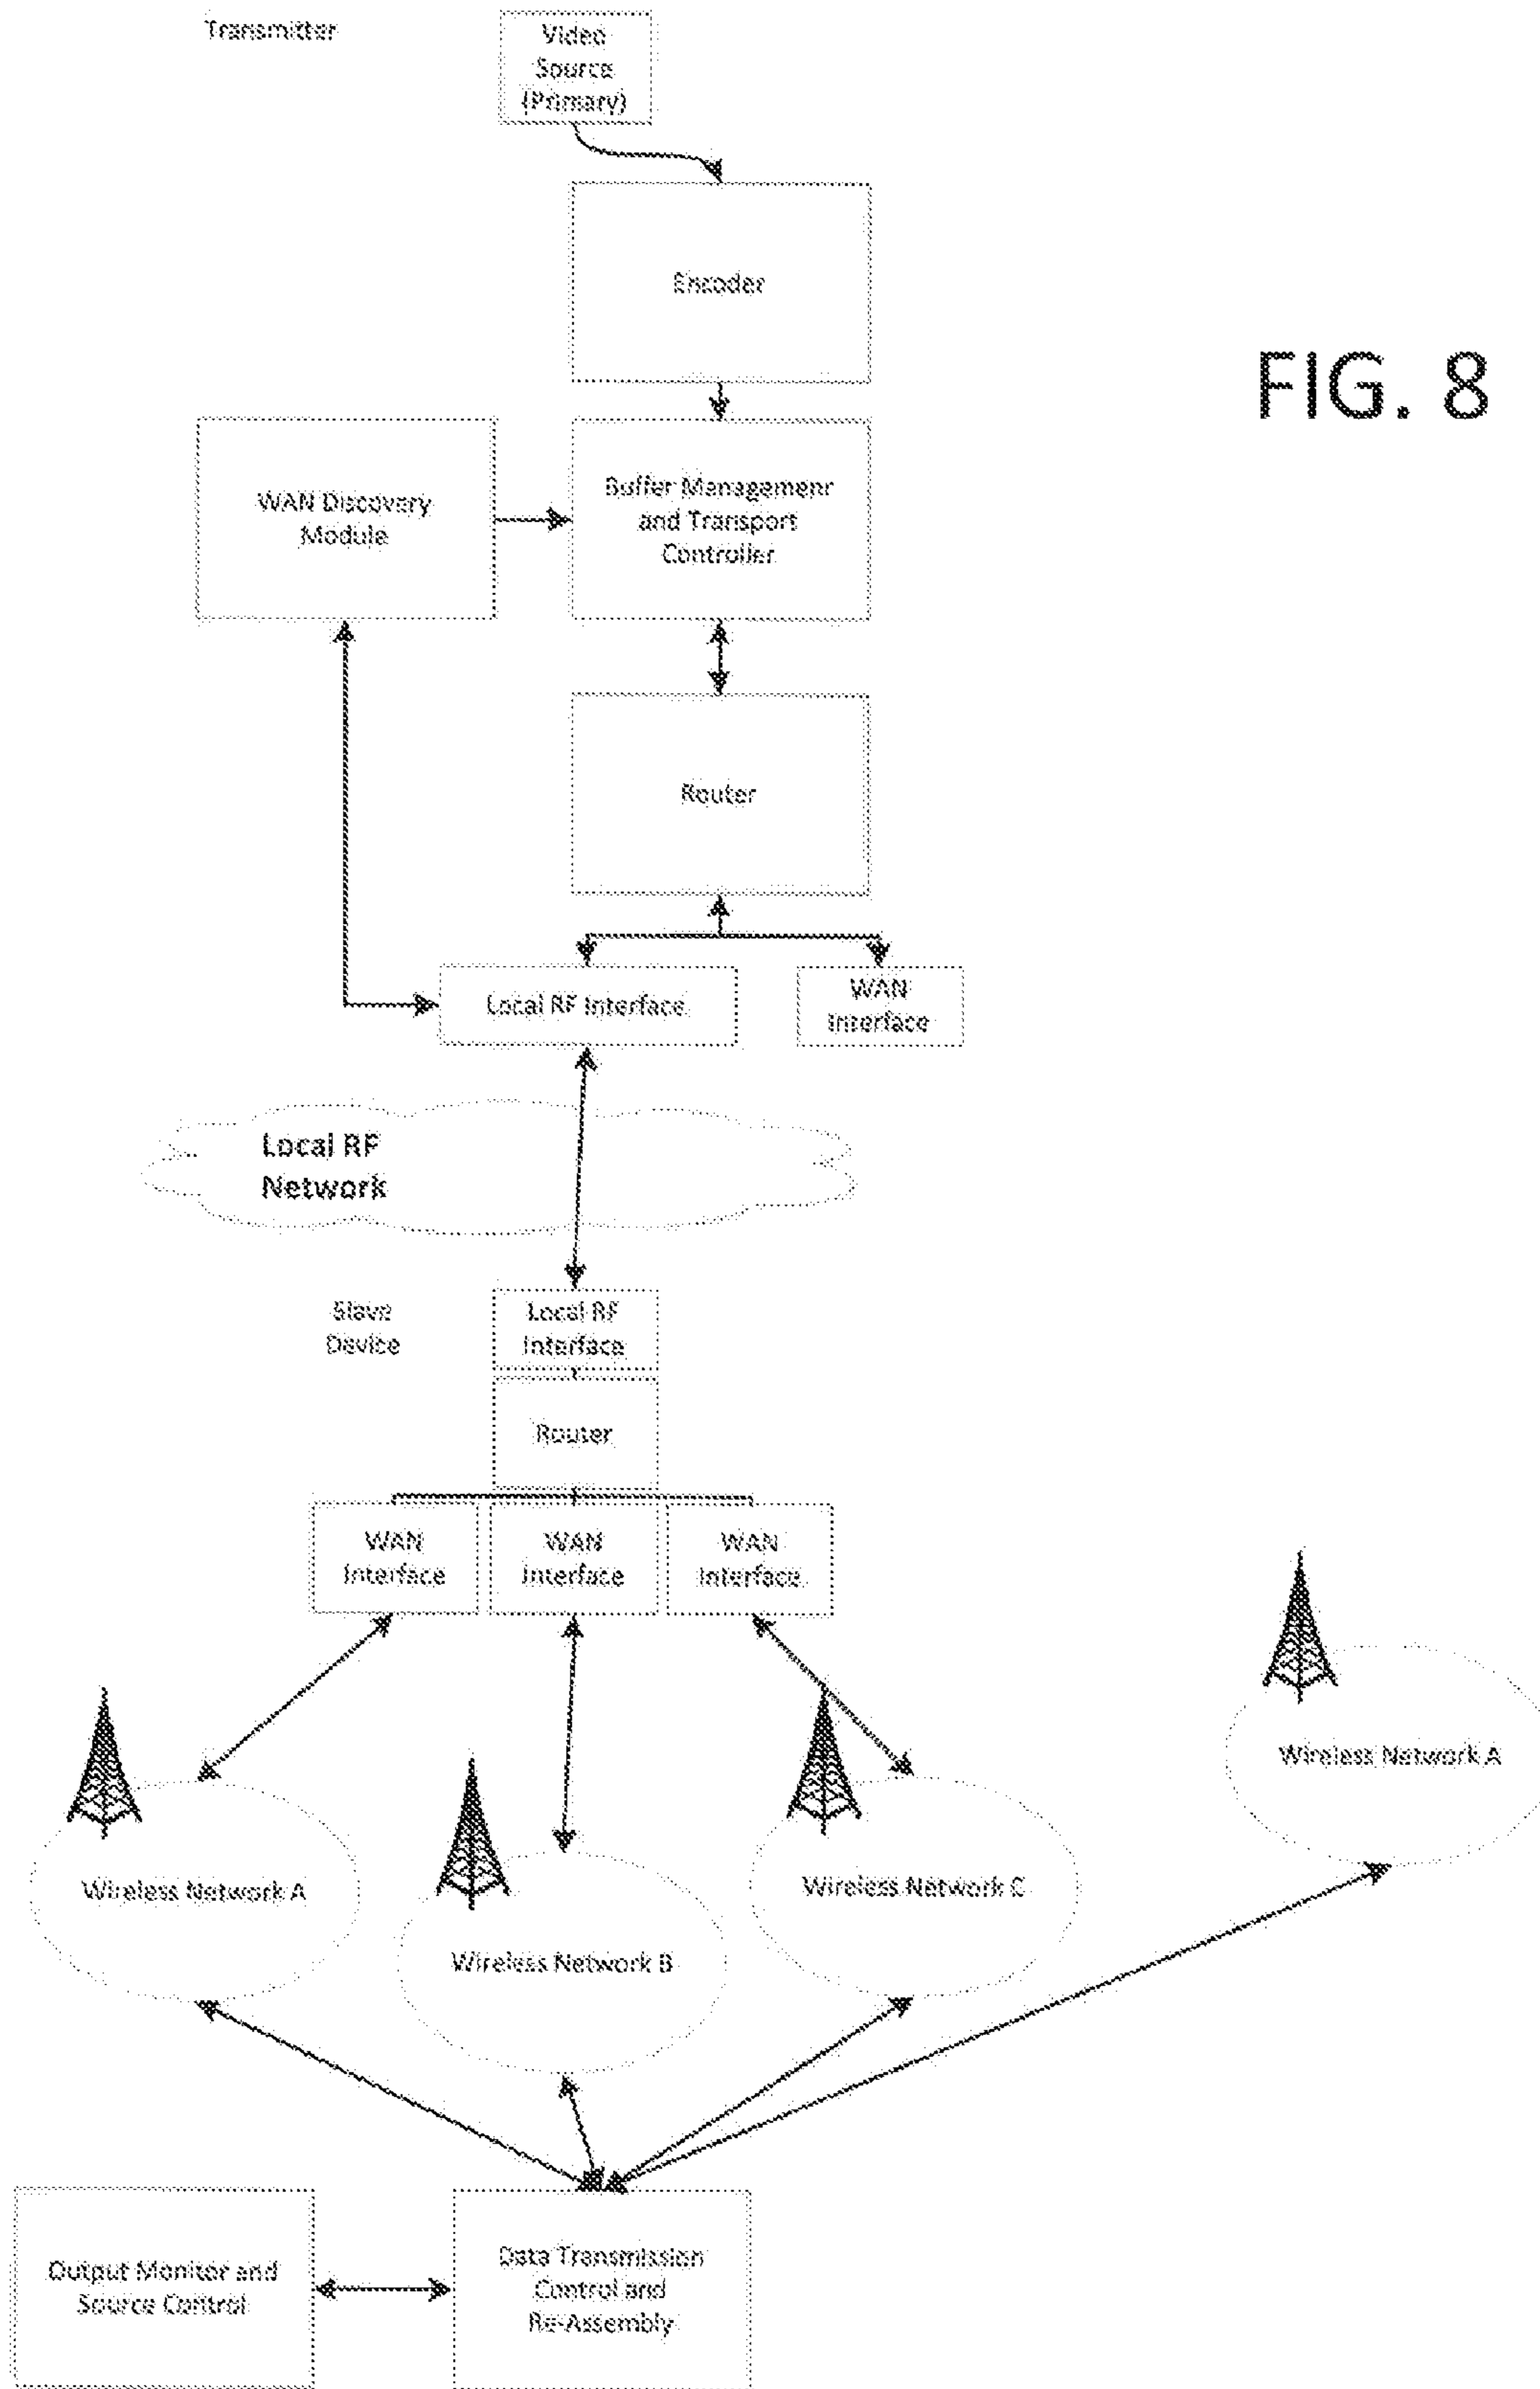 Transmitter
Video
Source
(Primary)
Encoder
FIG. 8
WAN Discovery
Module
Buffer Management
and Transport
Controller
Router
Local RF Interface
WAN
Interface
Local RF
Network
Slave
Device
Local RF
Interface
Router
WAN
Interface
WAN
Interface
WAN
Interface
Wireless Network A
Wireless Network A
Wireless Network B
Wireless Network C
Output Monitor and
Source Control
Data Transmission
Control and
Re-Assembly